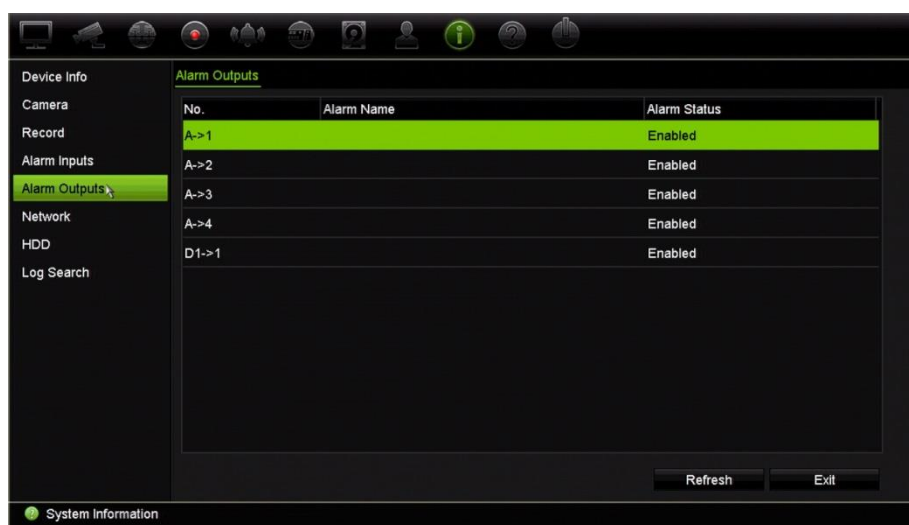 Device Info
Camera
Record
Alarm Inputs
Alarm Outputs
Network
HDD
Log Search
Alarm Outputs
No. Alarm Name Alarm Status
A->1 Enabled
A->2 Enabled
A->3 Enabled
A->4 Enabled
D1->1 Enabled
Refresh Exit
System Information